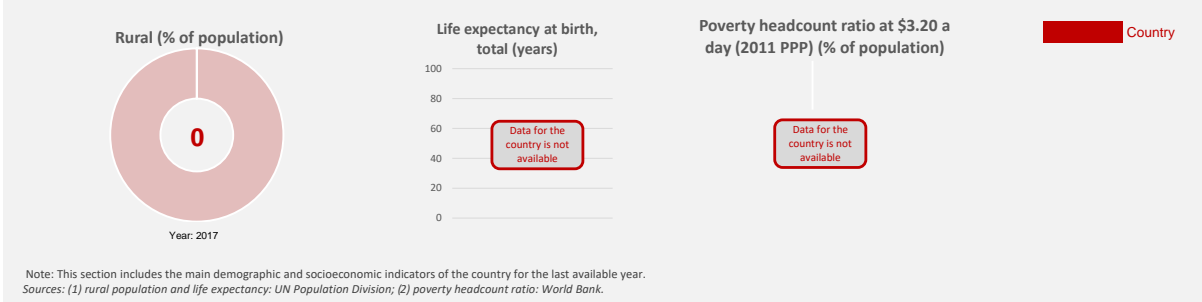 Rural (% of population)
0
Year: 2017
Life expectancy at birth,
total (years)
100
80
60
40
20
0
Data for the
country is not
available
Poverty headcount ratio at $3.20 a
day (2011 PPP) (% of population)
Data for the
country is not
available
Country
Note: This section includes the main demographic and socioeconomic indicators of the country for the last available year.
Sources: (1) rural population and life expectancy: UN Population Division; (2) poverty headcount ratio: World Bank.